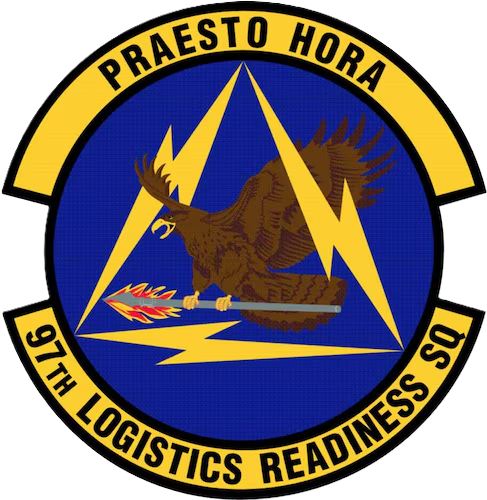 PRAESTO HORA
97TH LOGISTICS READINESS SQ